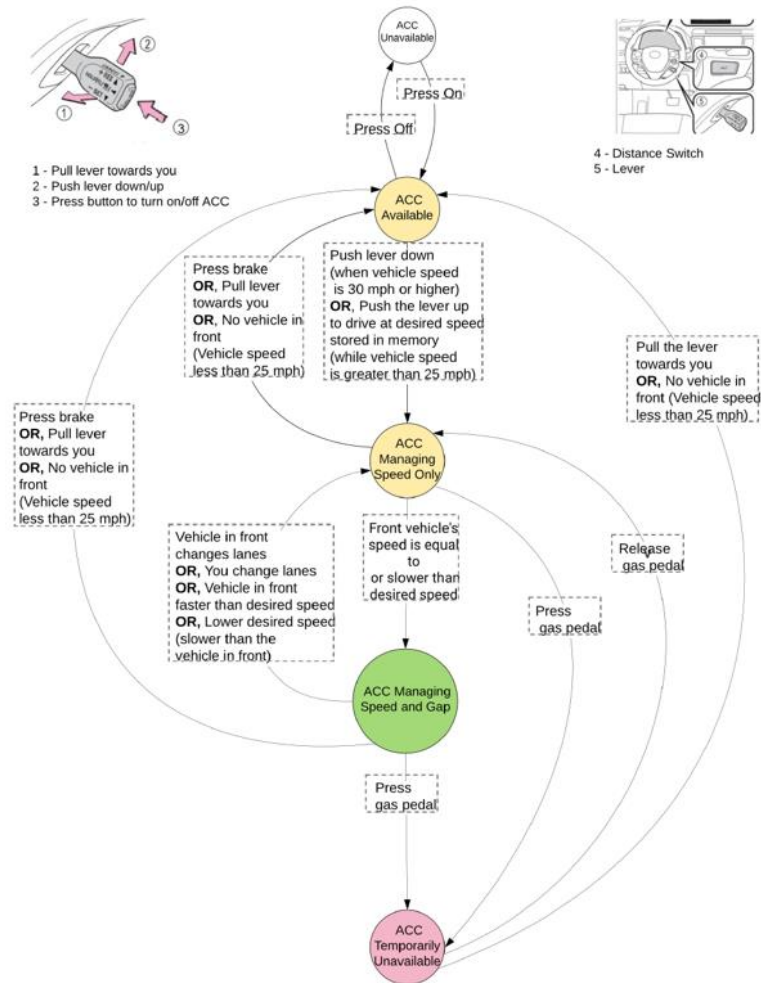 ACC
Unavailable
Press On
Press Off
②
①
③
1 - Pull lever towards you
2 - Push lever down/up
3 - Press button to turn on/off ACC
④
⑤
4 - Distance Switch
5 - Lever
ACC
Available
Press brake
OR, Pull lever
towards you
OR, No vehicle in
front
(Vehicle speed
less than 25 mph)
Push lever down
(when vehicle speed
is 30 mph or higher)
OR, Push the lever up
to drive at desired speed
stored in memory
(while vehicle speed
is greater than 25 mph)
Pull the lever
towards you
OR, No vehicle in
front (Vehicle speed
less than 25 mph)
Press brake
OR, Pull lever
towards you
OR, No vehicle in
front
(Vehicle speed
less than 25 mph)
ACC
Managing
Speed Only
Vehicle in front
changes lanes
OR, You change lanes
OR, Vehicle in front
faster than desired speed
OR, Lower desired speed
(slower than the
vehicle in front)
Front vehicle's
speed is equal
to
or slower than
desired speed
Release
gas pedal
Press
gas pedal
ACC Managing
Speed and Gap
Press
gas pedal
ACC
Temporarily
Unavailable